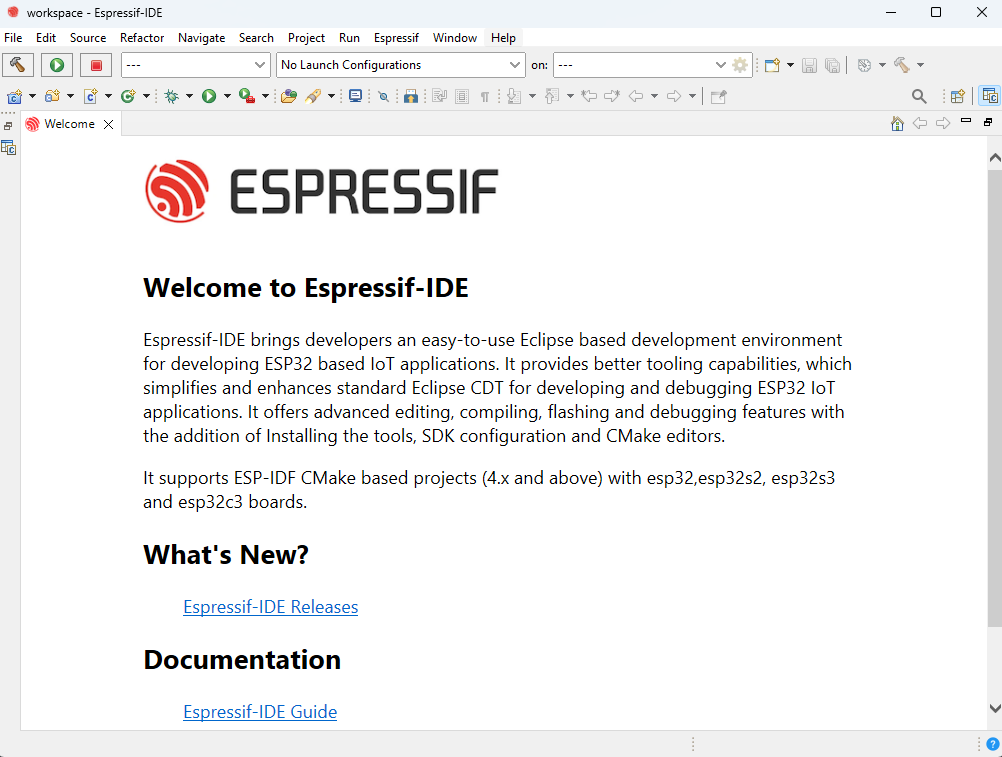 workspace - Espressif-IDE
File Edit Source Refactor Navigate Search Project Run Espressif Window Help
--- No Launch Configurations on: ---
Welcome
ESPRESSIF
Welcome to Espressif-IDE
Espressif-IDE brings developers an easy-to-use Eclipse based development environment
for developing ESP32 based IoT applications. It provides better tooling capabilities, which
simplifies and enhances standard Eclipse CDT for developing and debugging ESP32 IoT
applications. It offers advanced editing, compiling, flashing and debugging features with
the addition of Installing the tools, SDK configuration and CMake editors.
It supports ESP-IDF CMake based projects (4.x and above) with esp32,esp32s2, esp32s3
and esp32c3 boards.
What's New?
Espressif-IDE Releases
Documentation
Espressif-IDE Guide